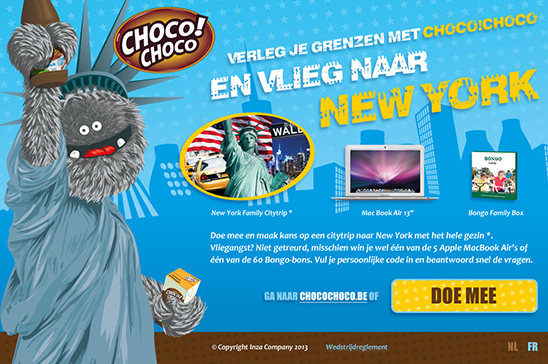 CHOCO!
CHOCO
VERLEG JE GRENZEN MET CHOCO!CHOCO
EN VLIEG NAAR
NEW YORK
WALL
BONGO
New York Family Citytrip *
Mac Book Air 13"
Bongo Family Box
Doe mee en maak kans op een citytrip naar New York met het hele gezin *.
Vliegangst? Niet getreurd, misschien win je wel één van de 5 Apple MacBook Air's of
één van de 60 Bongo-bons. Vul je persoonlijke code in en beantwoord snel de vragen.
GA NAAR CHOCOCHOCO.BE OF
DOE MEE
© Copyright Inza Company 2013
Wedstrijdreglement
NL FR